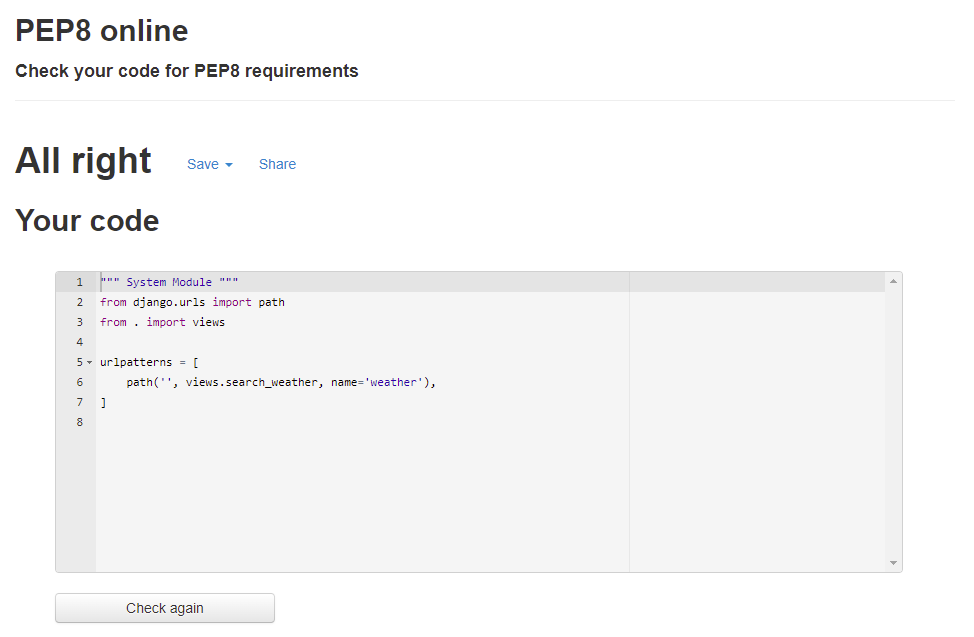 PEP8 online
Check your code for PEP8 requirements
All right Save Share
Your code
1 """ System Module """
2 from django.urls import path
3 from . import views
4
5 urlpatterns = [
6     path('', views.search_weather, name='weather'),
7 ]
8
Check again